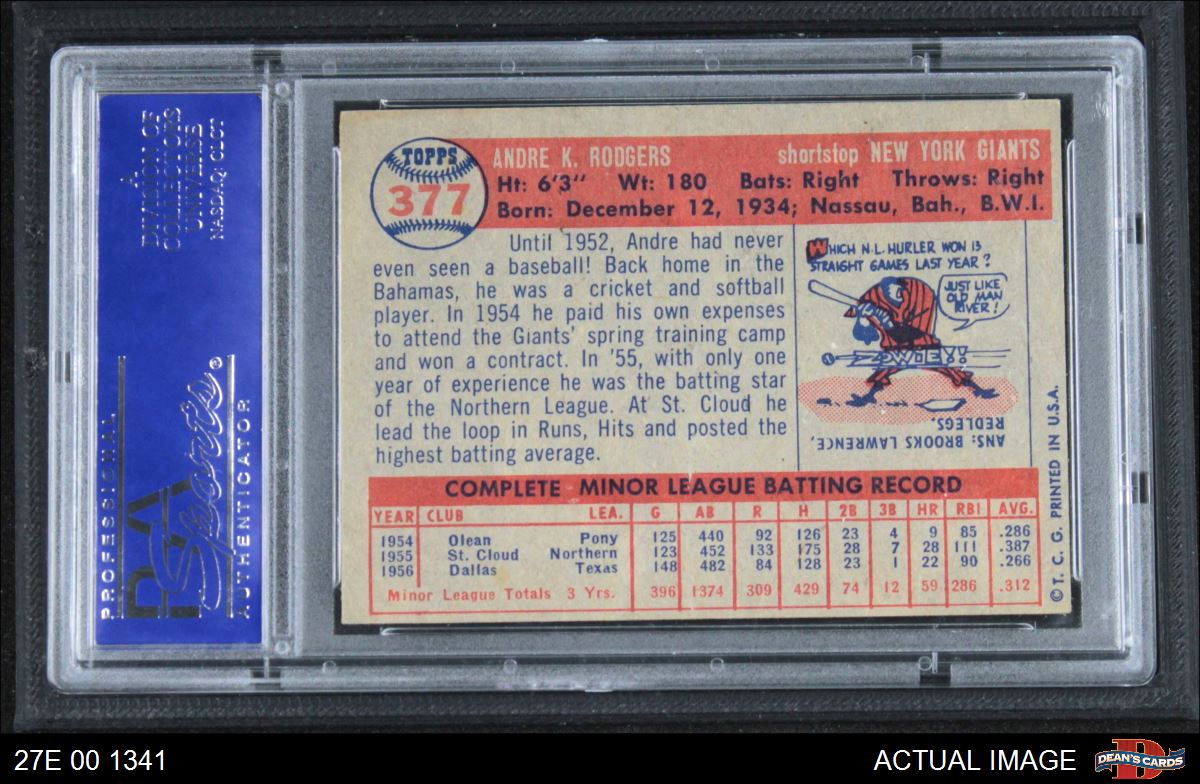 A
DIVISION OF
COLLECTORS
UNIVERSE
NASDAQ: CLCT
PROFESSIONAL
PSA
Sports®
AUTHENTICATOR
TOPPS
377
ANDRE K. RODGERS shortstop NEW YORK GIANTS
Ht: 6'3" Wt: 180 Bats: Right Throws: Right
Born: December 12, 1934; Nassau, Bah., B.W.I.
Until 1952, Andre had never
even seen a baseball! Back home in the
Bahamas, he was a cricket and softball
player. In 1954 he paid his own expenses
to attend the Giants' spring training camp
and won a contract. In '55, with only one
year of experience he was the batting star
of the Northern League. At St. Cloud he
lead the loop in Runs, Hits and posted the
highest batting average.
WHICH N.L. HURLER WON 13
STRAIGHT GAMES LAST YEAR?
JUST LIKE
OLD MAN
RIVER!
ZOWIE!!
ANS: BROOKS LAWRENCE,
REDLEGS.
COMPLETE MINOR LEAGUE BATTING RECORD
YEAR CLUB LEA. G AB R H 2B 3B HR RBI AVG.
1954 Olean Pony 125 440 92 126 23 4 9 85 .286
1955 St. Cloud Northern 123 452 133 175 28 7 28 111 .387
1956 Dallas Texas 148 482 84 128 23 1 22 90 .266
Minor League Totals 3 Yrs. 396 1374 309 429 74 12 59 286 .312
© T. C. G. PRINTED IN U.S.A.
27E 00 1341
ACTUAL IMAGE
D
DEAN'S CARDS